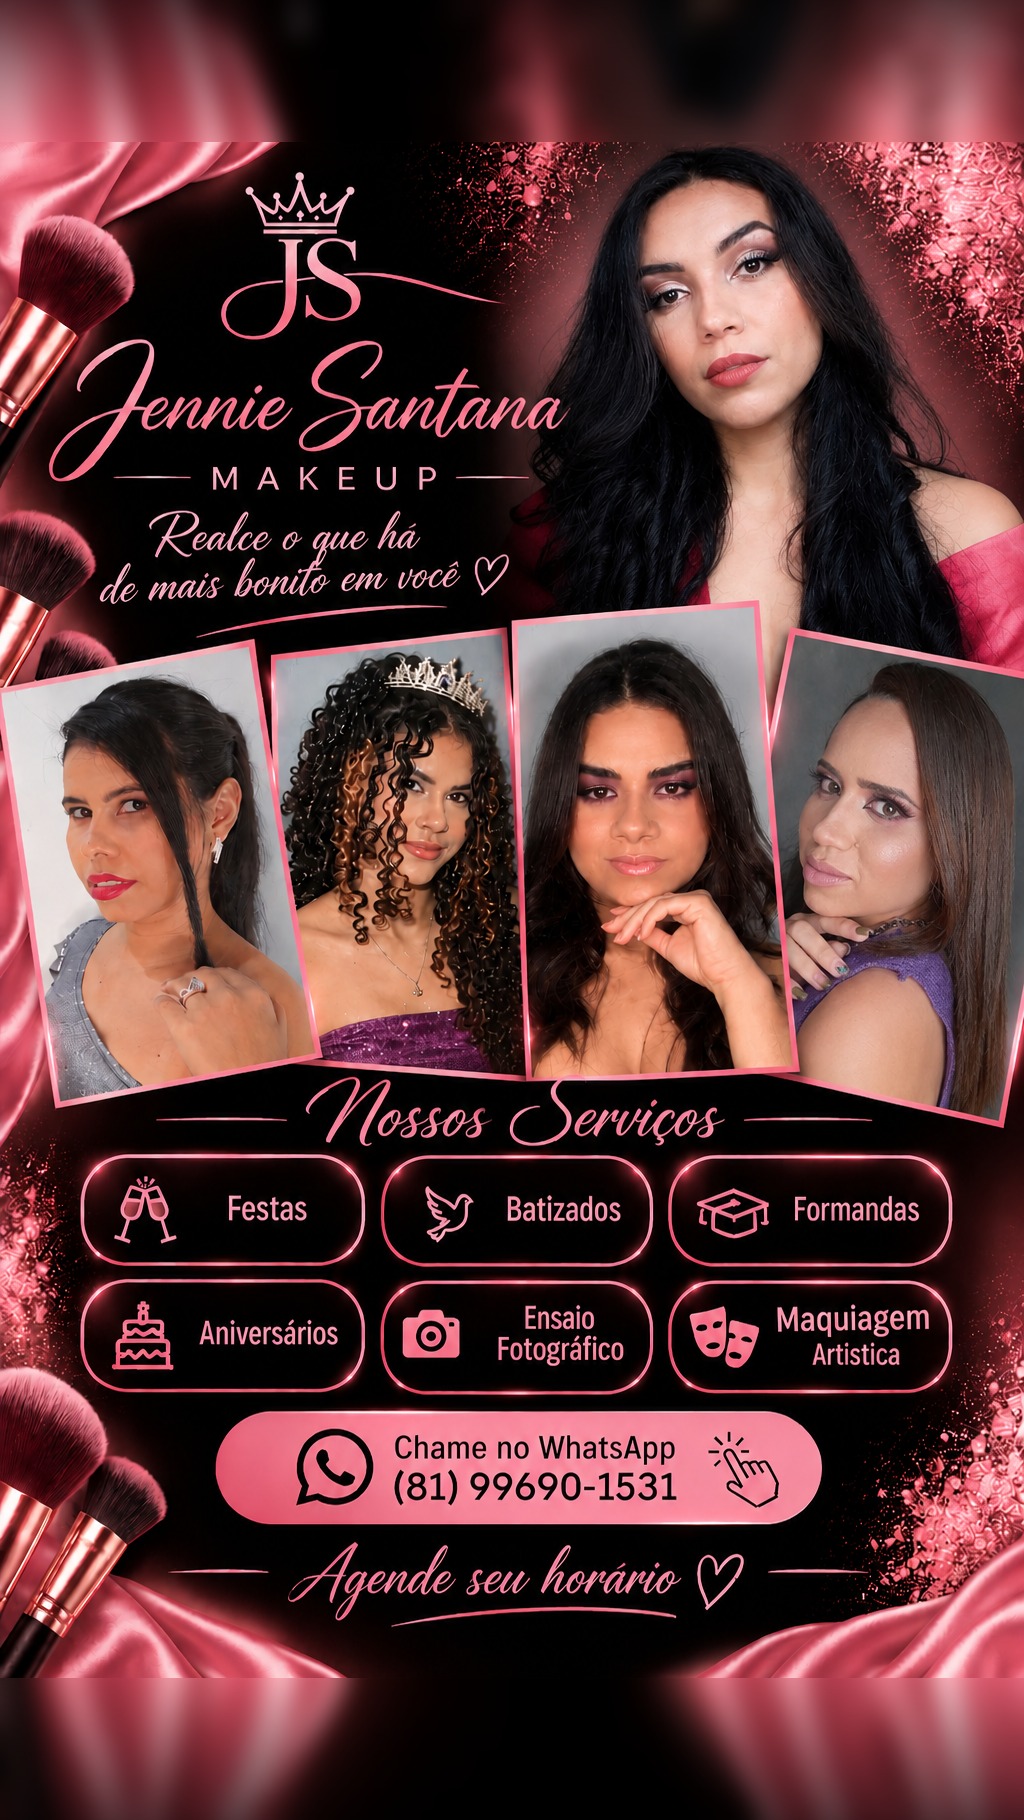 JS
Jennie Santana
MAKEUP
Realce o que há
de mais bonito em você
Nossos Serviços
Festas
Batizados
Formandas
Aniversários
Ensaio
Fotográfico
Maquiagem
Artistica
Chame no WhatsApp
(81) 99690-1531
Agende seu horário